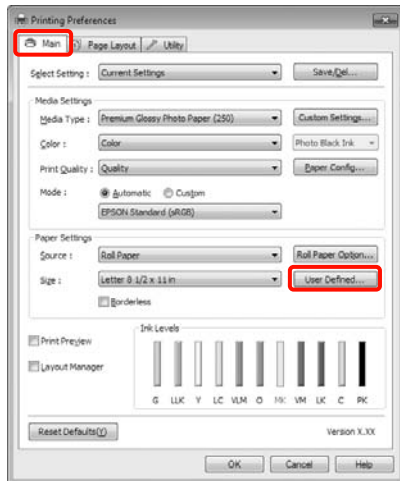 Printing Preferences
Main Page Layout Utility
Select Setting : Current Settings Save/Del...
Media Settings
Media Type : Premium Glossy Photo Paper (250) Custom Settings...
Color : Color Photo Black Ink
Print Quality : Quality Paper Config...
Mode : Automatic Custom
EPSON Standard (sRGB)
Paper Settings
Source : Roll Paper Roll Paper Option...
Size : Letter 8 1/2 x 11 in User Defined...
Borderless
Ink Levels
Print Preview
Layout Manager
G LLK Y LC VLM O MK VM LK C PK
Reset Defaults(Y) Version X.XX
OK Cancel Help